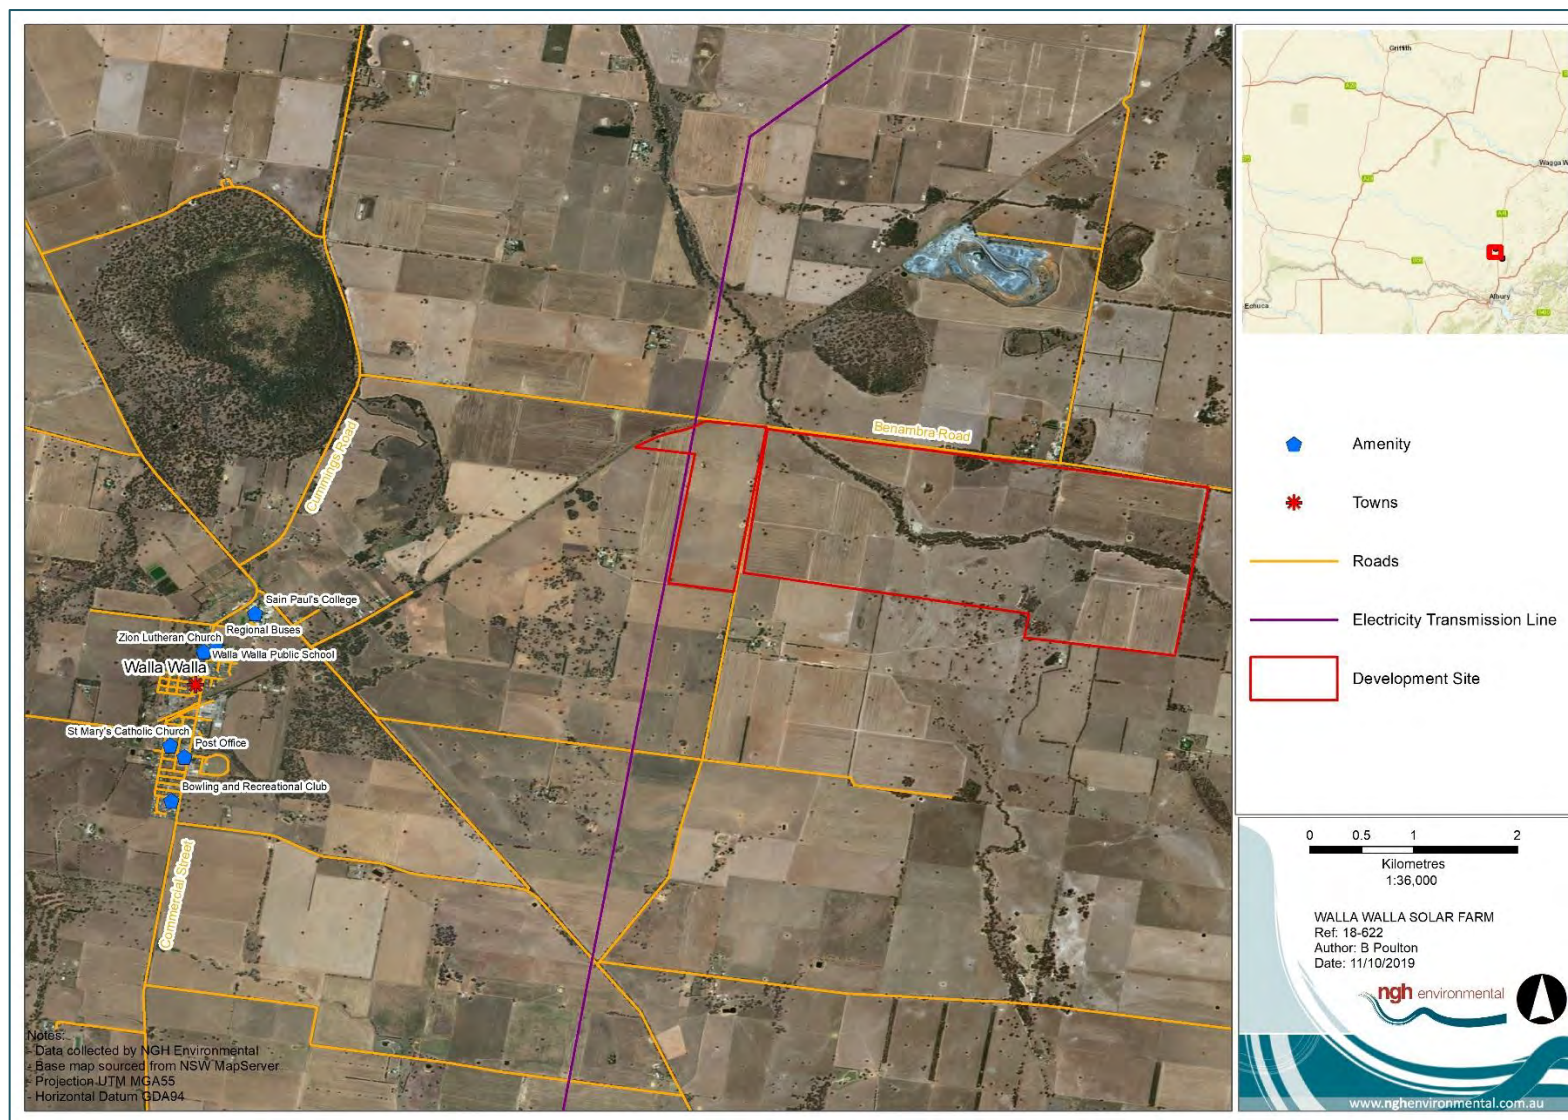 Benambra Road
Cummings Road
Sain Paul's College
Regional Buses
Zion Lutheran Church
Walla Walla Public School
Walla Walla
St Mary's Catholic Church
Post Office
Bowling and Recreational Club
Commercial Street
Notes:
- Data collected by NGH Environmental
- Base map sourced from NSW MapServer
- Projection UTM MGA55
- Horizontal Datum GDA94
Griffith
Wagga W
Echuca
Albury
Amenity
Towns
Roads
Electricity Transmission Line
Development Site
0 0.5 1 2
Kilometres
1:36,000
WALLA WALLA SOLAR FARM
Ref: 18-622
Author: B Poulton
Date: 11/10/2019
ngh environmental
www.nghenvironmental.com.au